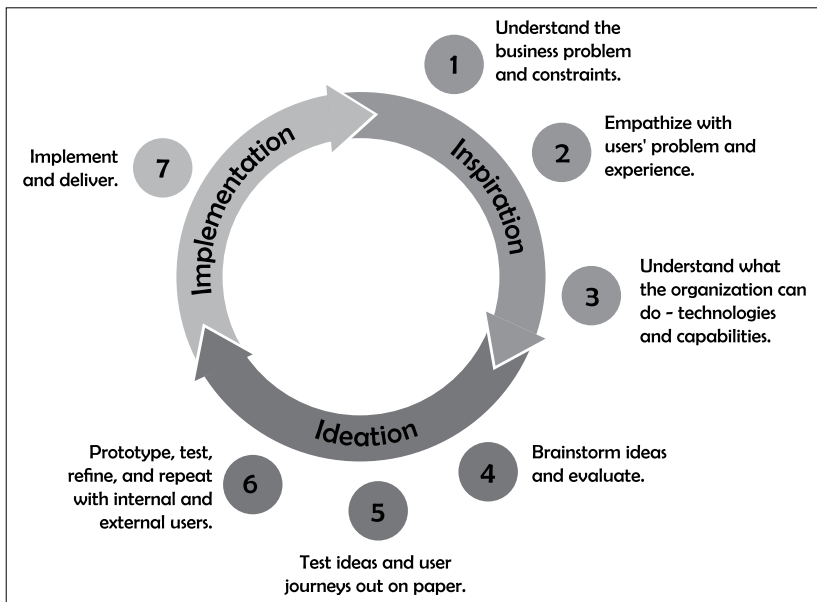 1
Understand the
business problem
and constraints.
2
Empathize with
users' problem and
experience.
3
Understand what
the organization can
do - technologies
and capabilities.
4
Brainstorm ideas
and evaluate.
5
Test ideas and user
journeys out on paper.
6
Prototype, test,
refine, and repeat
with internal and
external users.
7
Implement
and deliver.
Inspiration
Ideation
Implementation